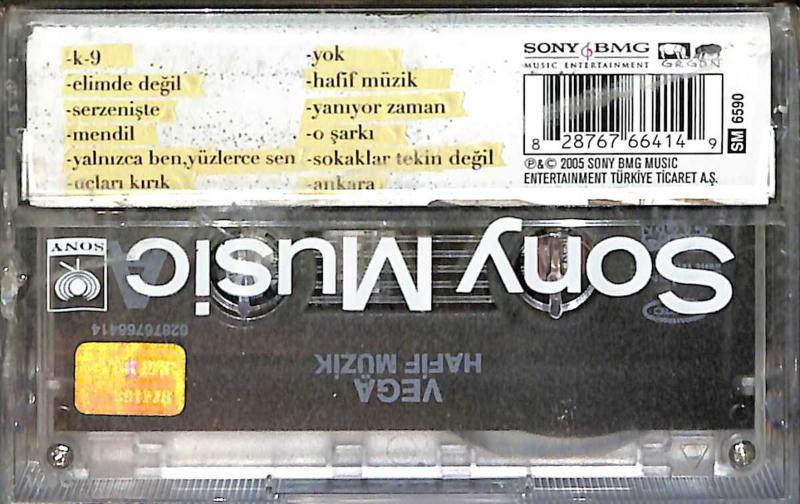 -k-9
-elimde değil
-serzenişte
-mendil
-yalnızca ben,yüzlerce sen
-uçları kırık
-yok
-hafif müzik
-yanıyor zaman
-o şarkı
-sokaklar tekin değil
-ankara
SONY BMG
MUSIC ENTERTAINMENT
GRGDN
8 28767 66414 9
SM 6590
℗&© 2005 SONY BMG MUSIC
ENTERTAINMENT TÜRKİYE TİCARET A.Ş.
Sony Music
SONY
A
82876766414
VEGA
HAFİF MÜZİK